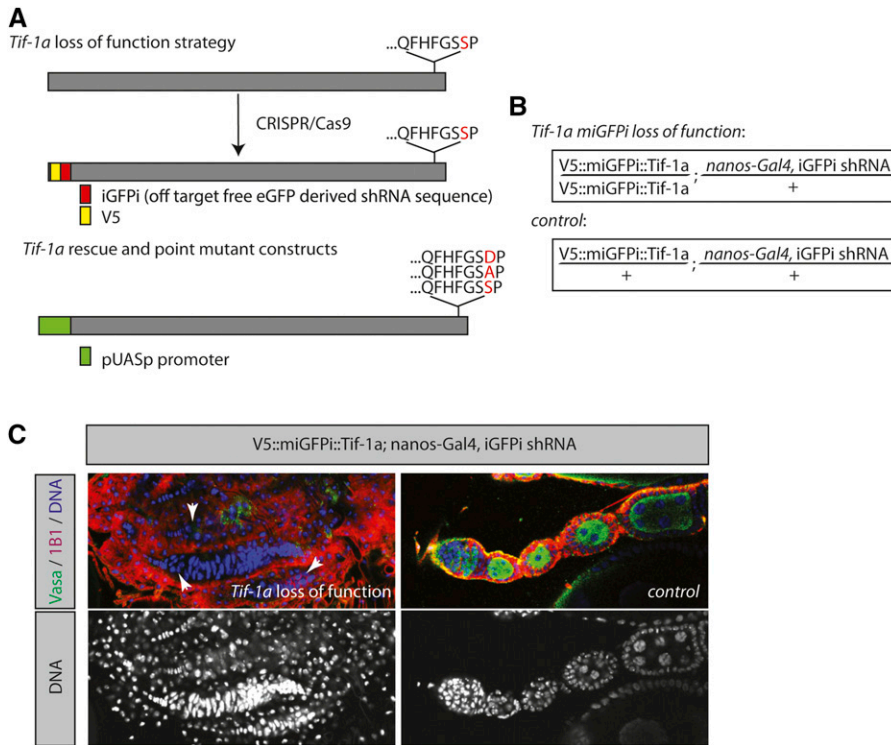 A
Tif-1a loss of function strategy
...QFHFGSSP
CRISPR/Cas9
...QFHFGSSP
iGFPi (off target free eGFP derived shRNA sequence)
V5
Tif-1a rescue and point mutant constructs
...QFHFGSDP
...QFHFGSAP
...QFHFGSSP
pUASp promoter
B
Tif-1a miGFPi loss of function:
V5::miGFPi::Tif-1a ; nanos-Gal4, iGFPi shRNA
V5::miGFPi::Tif-1a +
control:
V5::miGFPi::Tif-1a ; nanos-Gal4, iGFPi shRNA
+ +
C
V5::miGFPi::Tif-1a; nanos-Gal4, iGFPi shRNA
Vasa / 1B1 / DNA
Tif-1a loss of function
control
DNA